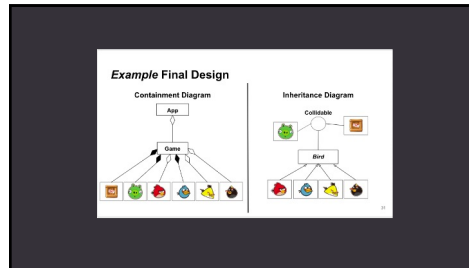 Example Final Design
Containment Diagram
App
Game
Inheritance Diagram
Collidable
Bird